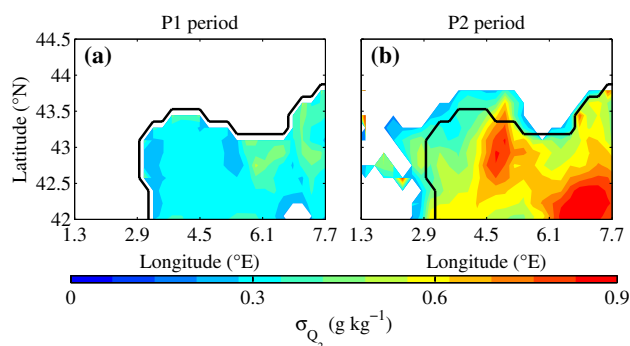 P1 period P2 period
(a) (b)
44.5
44
43.5
43
42.5
42
Latitude (°N)
1.3 2.9 4.5 6.1 7.7 1.3 2.9 4.5 6.1 7.7
Longitude (°E) Longitude (°E)
0 0.3 0.6 0.9
σ_Q_2 (g kg⁻¹)